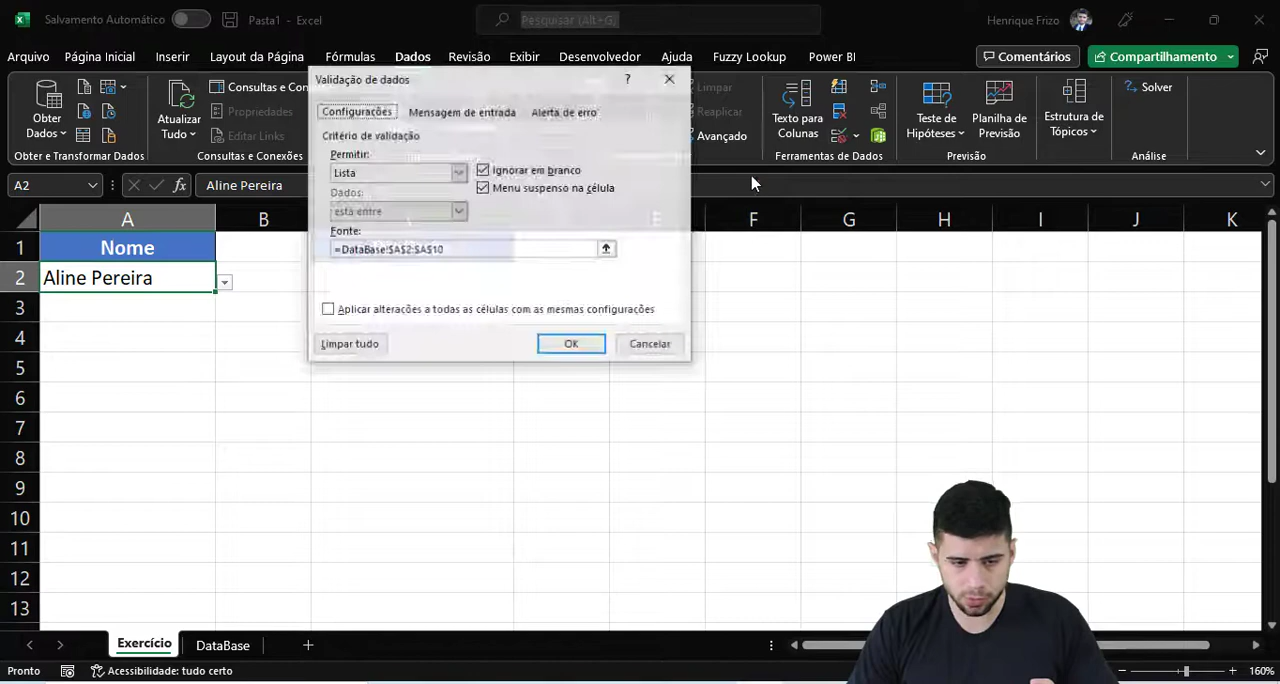 Salvamento Automático
Pasta1 - Excel
Pesquisar (Alt+G)
Henrique Frizo
Arquivo Página Inicial Inserir Layout da Página Fórmulas Dados Revisão Exibir Desenvolvedor Ajuda Fuzzy Lookup Power BI
Comentários
Compartilhamento
Obter
Dados
Obter e Transformar Dados
Atualizar
Tudo
Consultas e Con
Propriedades
Editar Links
Consultas e Conexões
Limpar
Reaplicar
Avançado
Texto para
Colunas
Ferramentas de Dados
Teste de
Hipóteses
Planilha de
Previsão
Previsão
Estrutura de
Tópicos
Solver
Análise
Validação de dados
?
Configurações
Mensagem de entrada
Alerta de erro
Critério de validação
Permitir:
Lista
Ignorar em branco
Menu suspenso na célula
Dados:
está entre
Fonte:
=DataBase!$A$2:$A$10
Aplicar alterações a todas as células com as mesmas configurações
Limpar tudo
OK
Cancelar
A2
fx
Aline Pereira
A B E F G H I J K
1 Nome
2 Aline Pereira
3
4
5
6
7
8
9
10
11
12
13
Exercício
DataBase
Pronto
Acessibilidade: tudo certo
160%